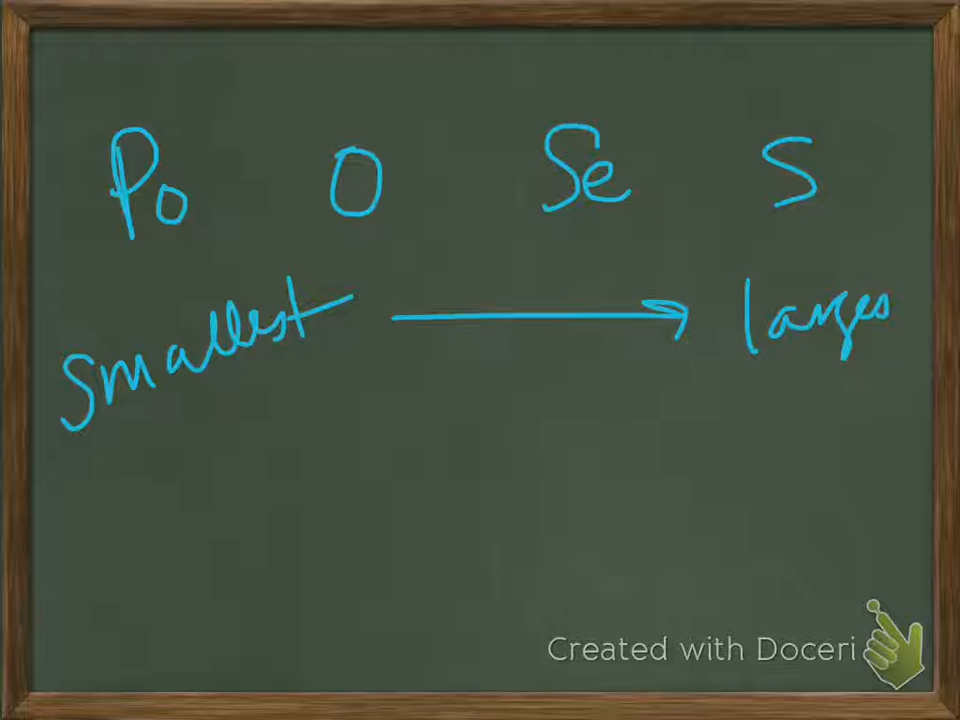 Po O Se S
Smallest → larges
Created with Doceri